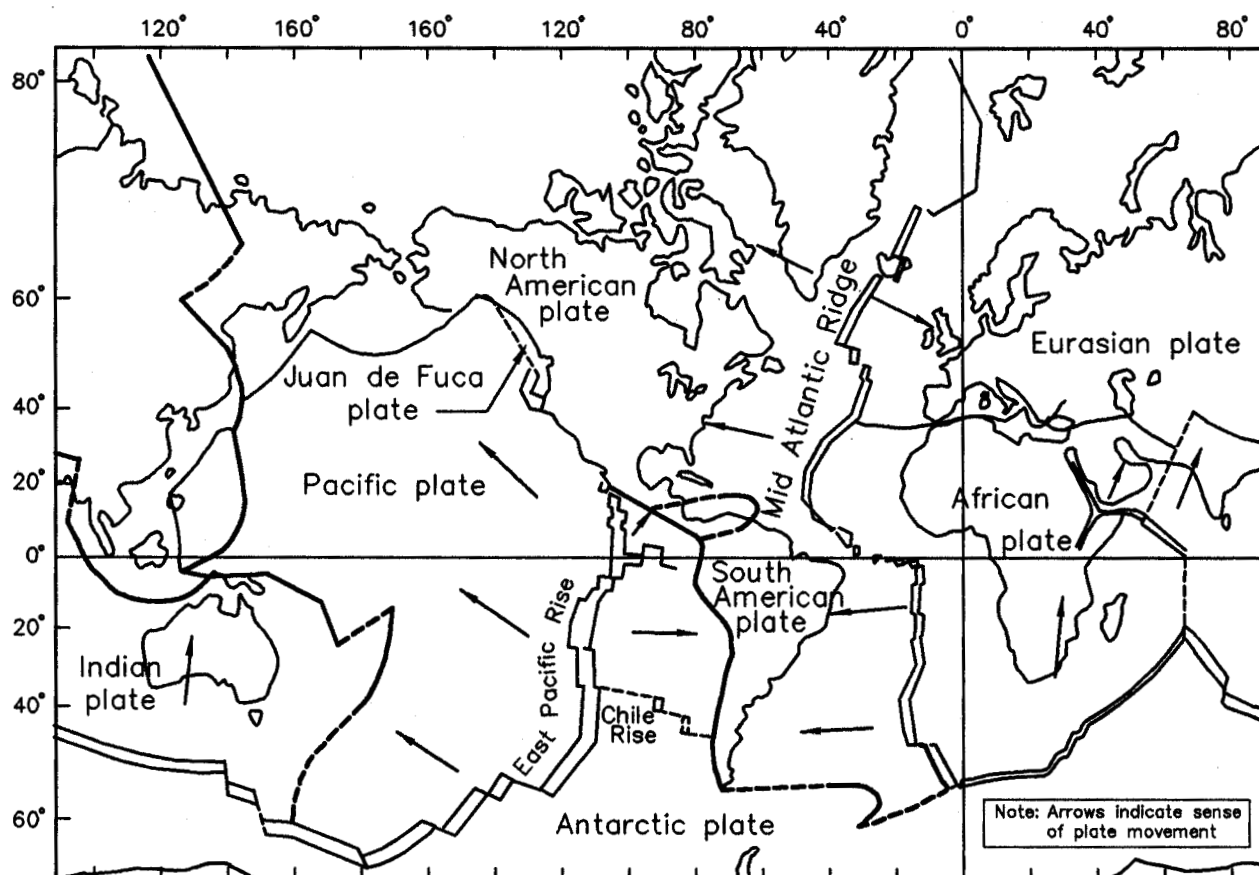 120° 160° 160° 120° 80° 40° 0° 40° 80°
80°
60°
40°
20°
0°
20°
40°
60°
North
American
plate
Mid Atlantic Ridge
Eurasian plate
Juan de Fuca
plate
Pacific plate
African
plate
South
American
plate
East Pacific Rise
Indian
plate
Chile
Rise
Antarctic plate
Note: Arrows indicate sense
of plate movement